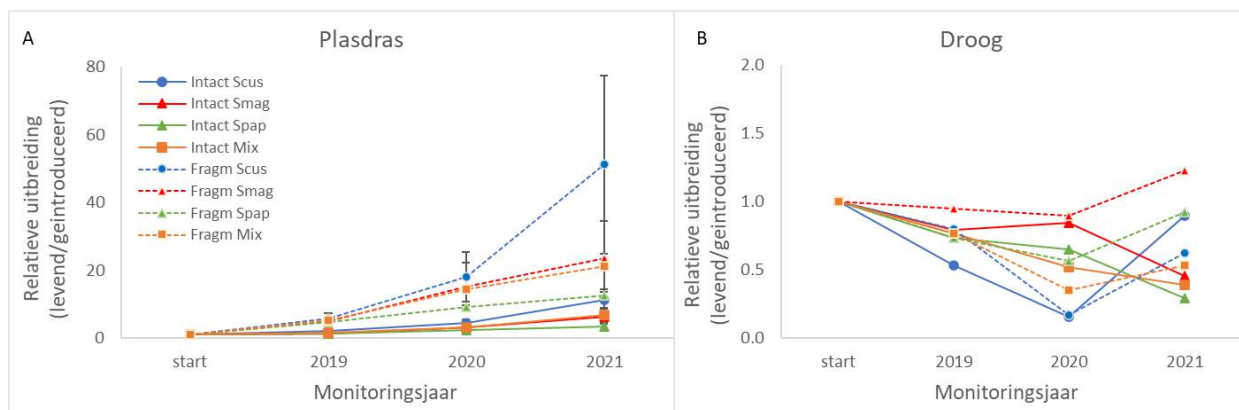 A
Plasdras
Relatieve uitbreiding
(levend/geintroduceerd)
80
60
40
20
0
Intact Scus
Intact Smag
Intact Spap
Intact Mix
Fragm Scus
Fragm Smag
Fragm Spap
Fragm Mix
start 2019 2020 2021
Monitoringsjaar
B
Droog
Relatieve uitbreiding
(levend/geintroduceerd)
2.0
1.5
1.0
0.5
0.0
start 2019 2020 2021
Monitoringsjaar